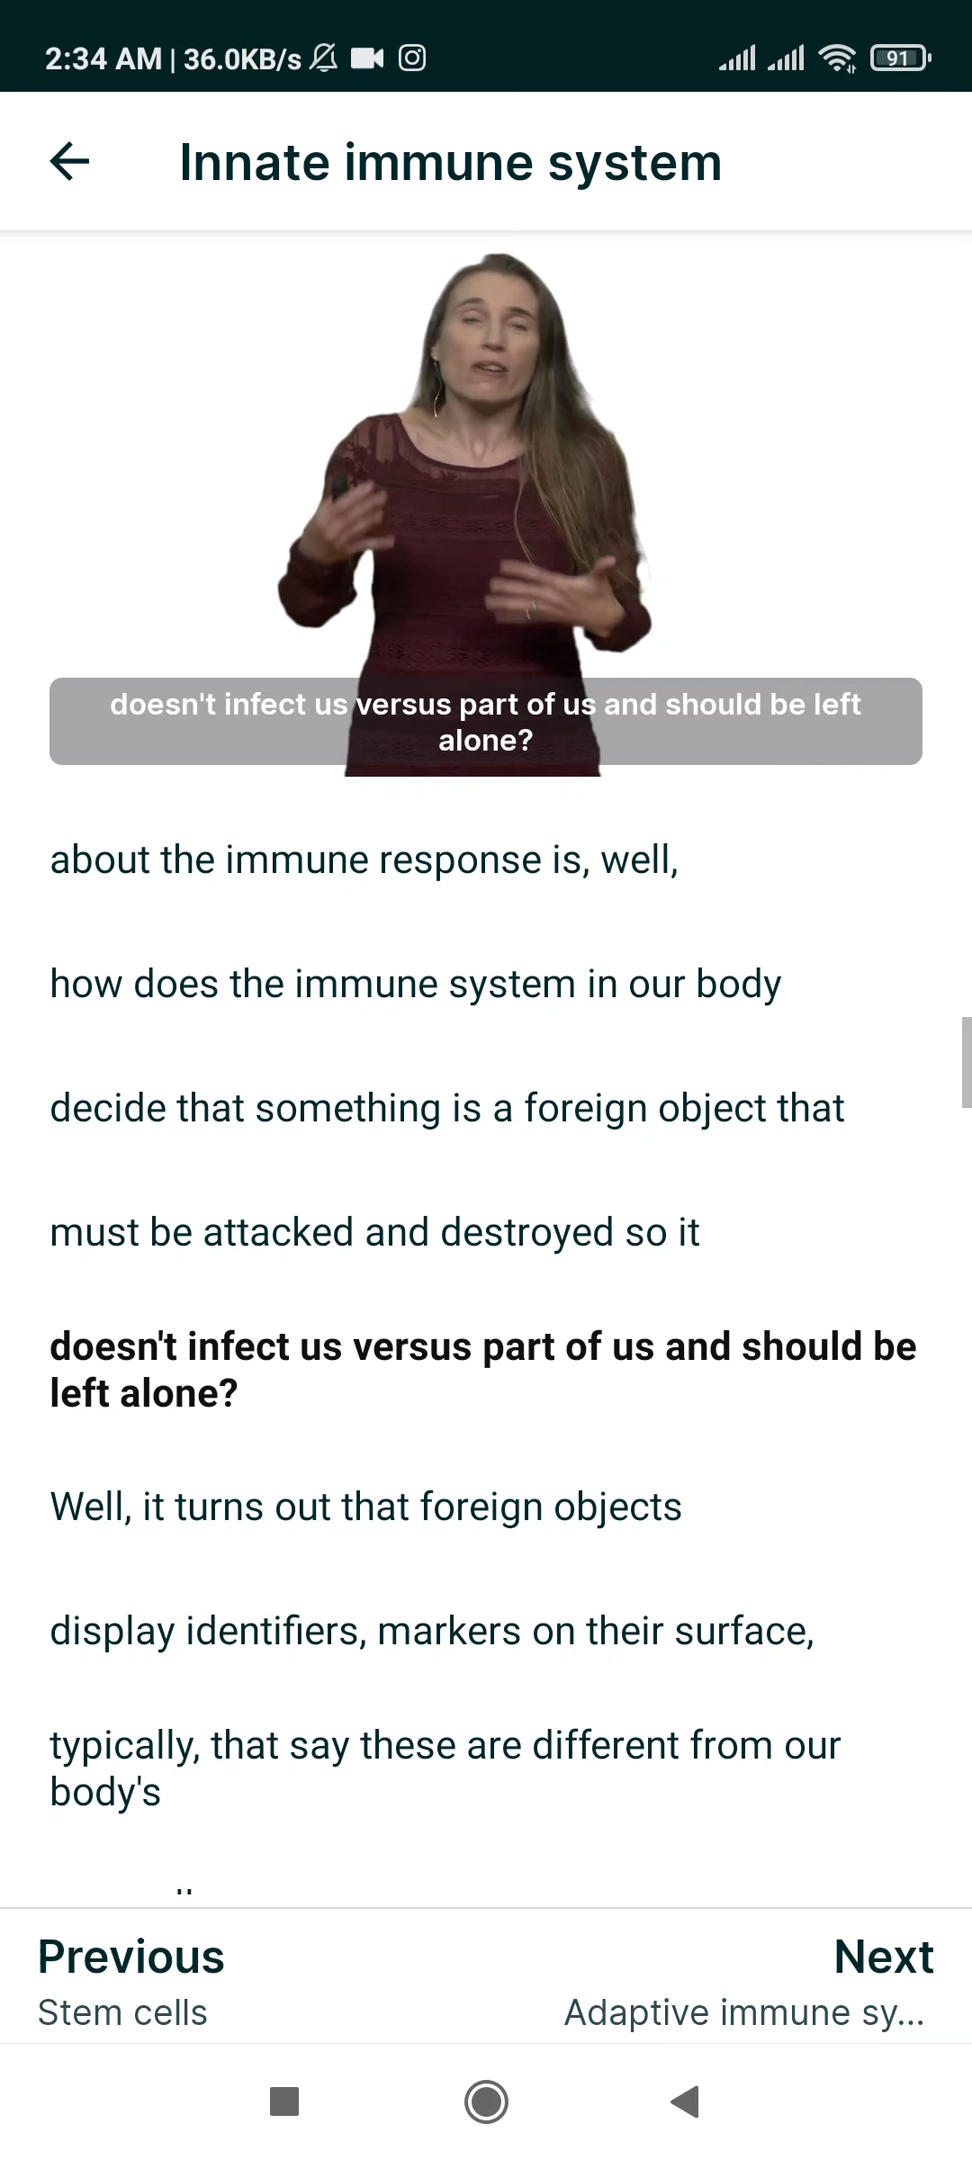 2:34 AM | 36.0KB/s
91
Innate immune system
doesn't infect us versus part of us and should be left
alone?
about the immune response is, well,
how does the immune system in our body
decide that something is a foreign object that
must be attacked and destroyed so it
doesn't infect us versus part of us and should be
left alone?
Well, it turns out that foreign objects
display identifiers, markers on their surface,
typically, that say these are different from our
body's
Previous
Next
Stem cells
Adaptive immune sy...